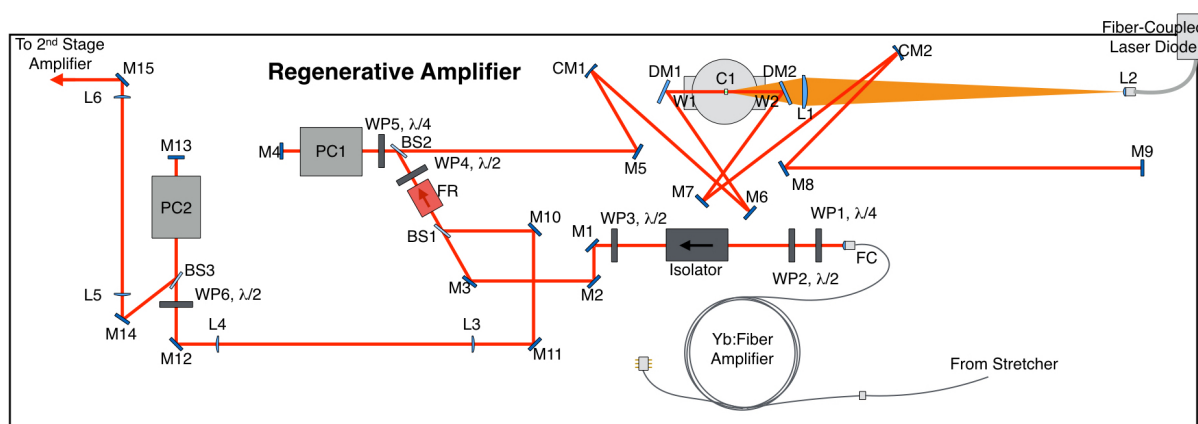 Fiber-Coupled
Laser Diode
To 2nd Stage
Amplifier
M15
Regenerative Amplifier
CM1
DM1
C1
DM2
CM2
L2
W1
W2
L1
L6
M13
M4
PC1
WP5, λ/4
BS2
WP4, λ/2
M5
M9
M8
FR
M7
M6
PC2
BS1
M10
M1
WP3, λ/2
WP1, λ/4
Isolator
FC
WP2, λ/2
BS3
M3
M2
L5
WP6, λ/2
M14
M12
L4
L3
M11
Yb:Fiber
Amplifier
From Stretcher